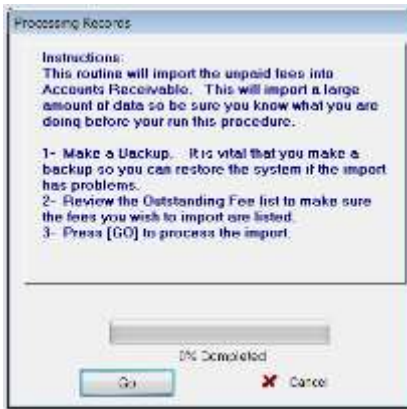 Processing Records
Instructions:
This routine will import the unpaid fees into
Accounts Receivable. This will import a large
amount of data so be sure you know what you are
doing before your run this procedure.
1- Make a Backup. It is vital that you make a
backup so you can restore the system if the import
has problems.
2- Review the Outstanding Fee list to make sure
the fees you wish to import are listed.
3- Press [GO] to process the import.
0% Completed
Go
Cancel